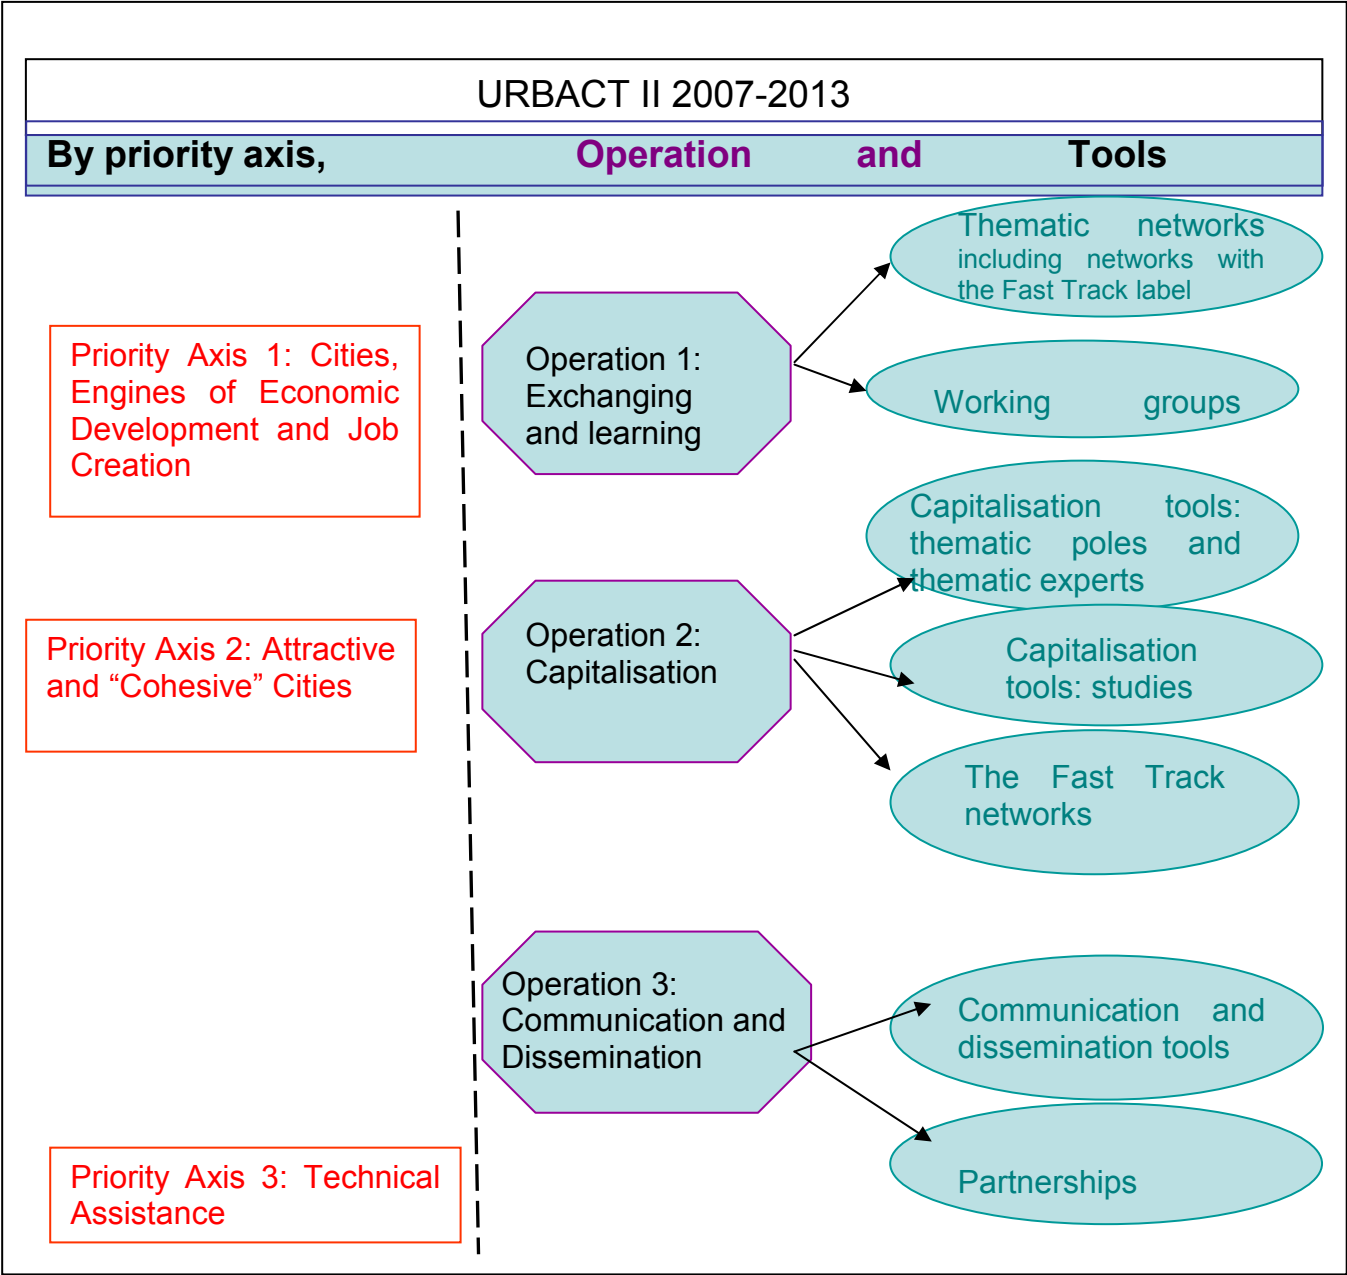 URBACT II 2007-2013
By priority axis, Operation and Tools
Thematic networks
including networks with
the Fast Track label
Priority Axis 1: Cities,
Engines of Economic
Development and Job
Creation
Operation 1:
Exchanging
and learning
Working groups
Capitalisation tools:
thematic poles and
thematic experts
Priority Axis 2: Attractive
and “Cohesive” Cities
Operation 2:
Capitalisation
Capitalisation
tools: studies
The Fast Track
networks
Operation 3:
Communication and
Dissemination
Communication and
dissemination tools
Partnerships
Priority Axis 3: Technical
Assistance